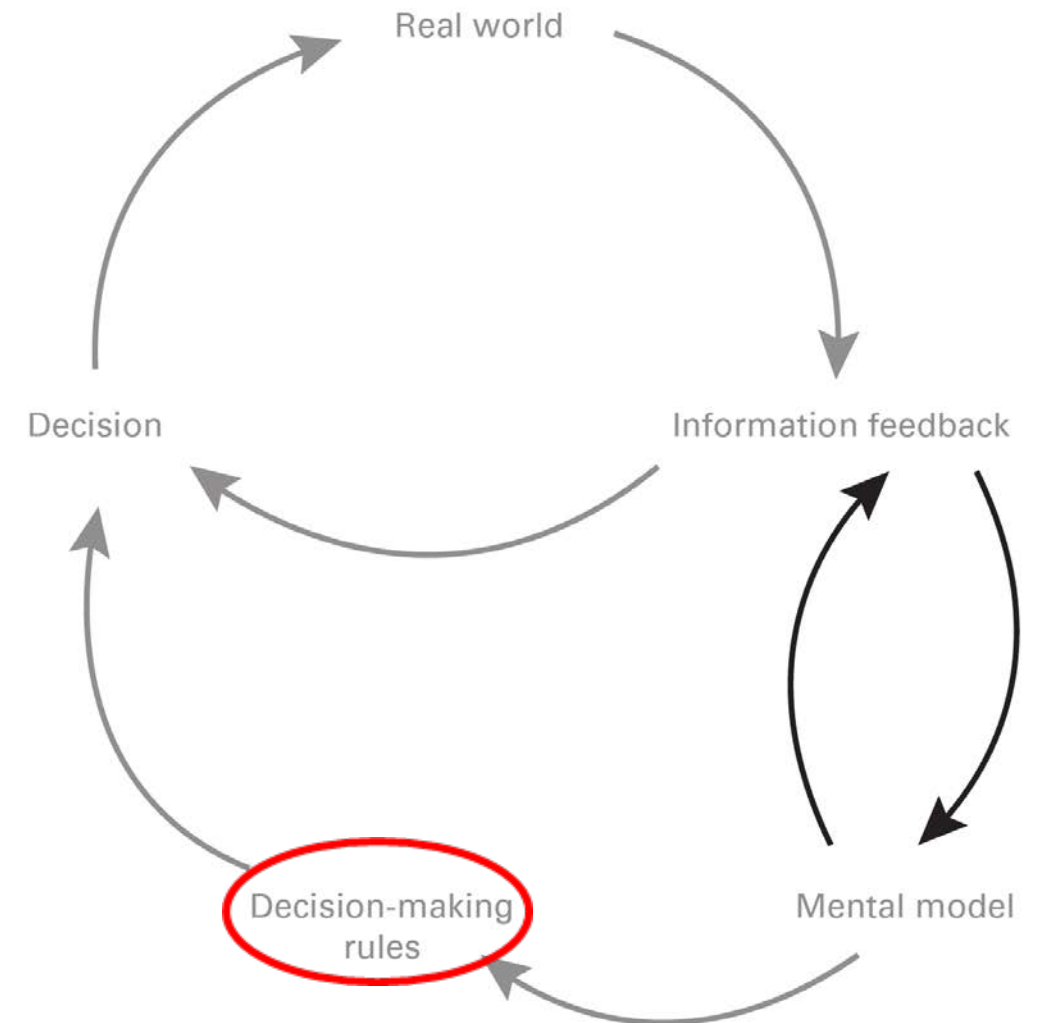 Real world
Decision
Information feedback
Decision-making
rules
Mental model